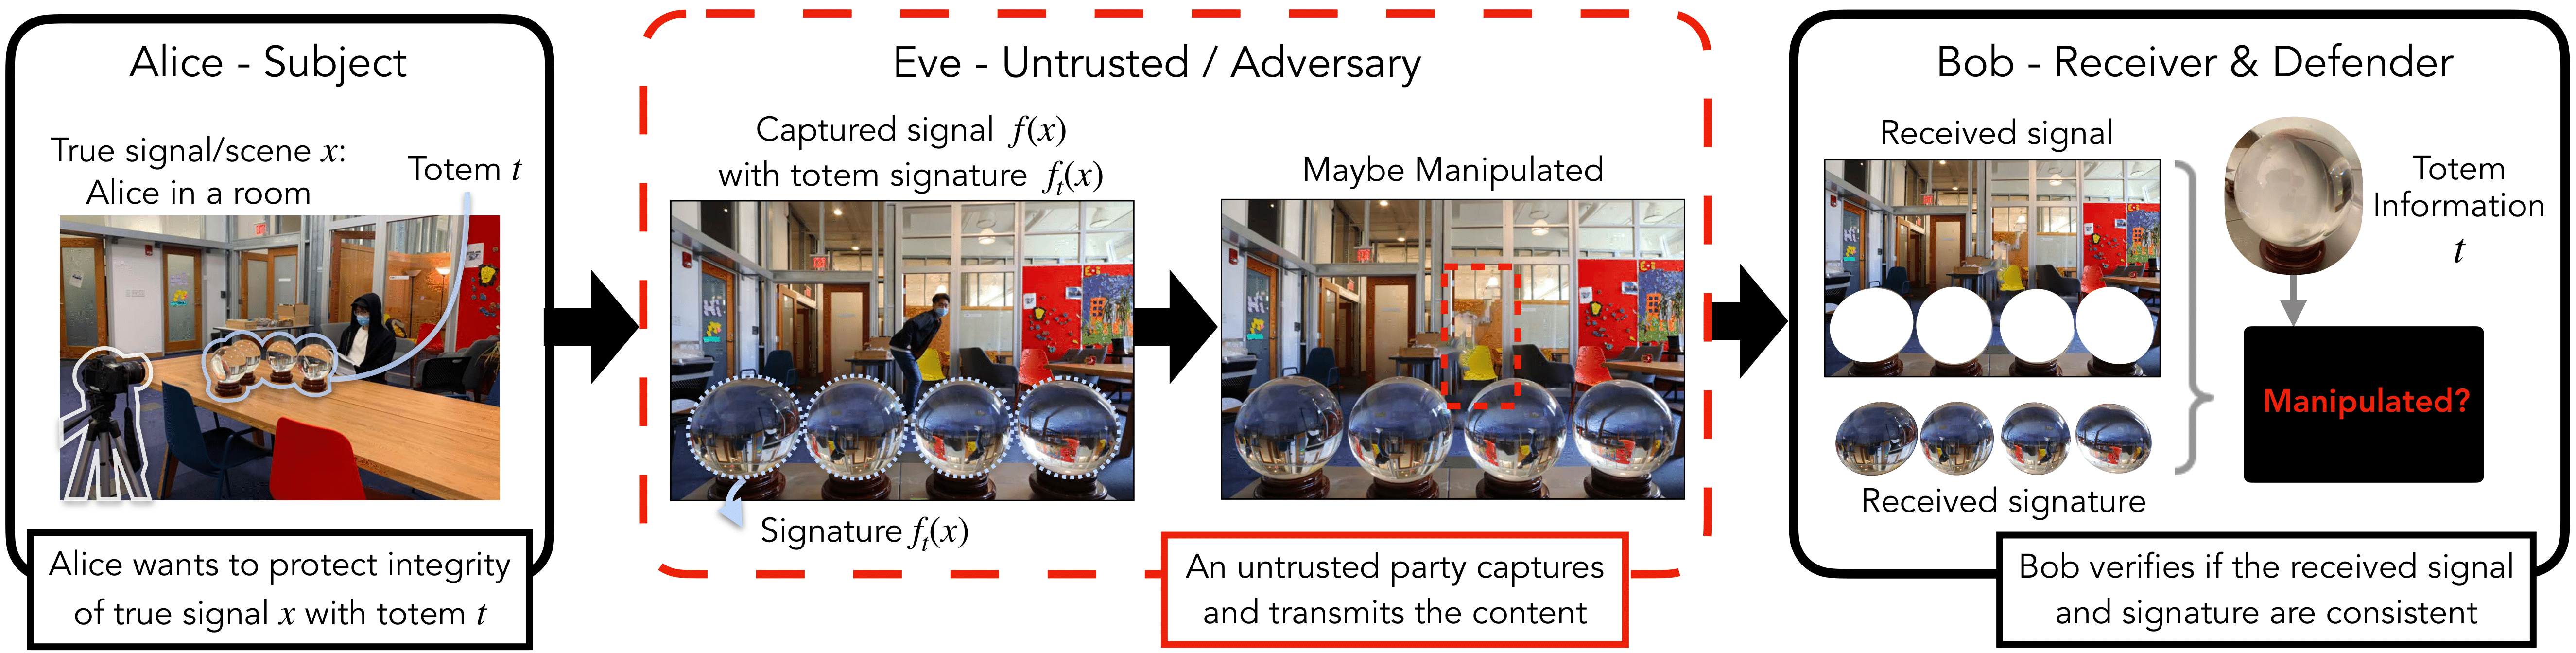 Alice - Subject
True signal/scene x:
Alice in a room
Totem t
Alice wants to protect integrity
of true signal x with totem t
Eve - Untrusted / Adversary
Captured signal f(x)
with totem signature fₜ(x)
Signature fₜ(x)
Maybe Manipulated
An untrusted party captures
and transmits the content
Bob - Receiver & Defender
Received signal
Received signature
Totem
Information
t
Manipulated?
Bob verifies if the received signal
and signature are consistent